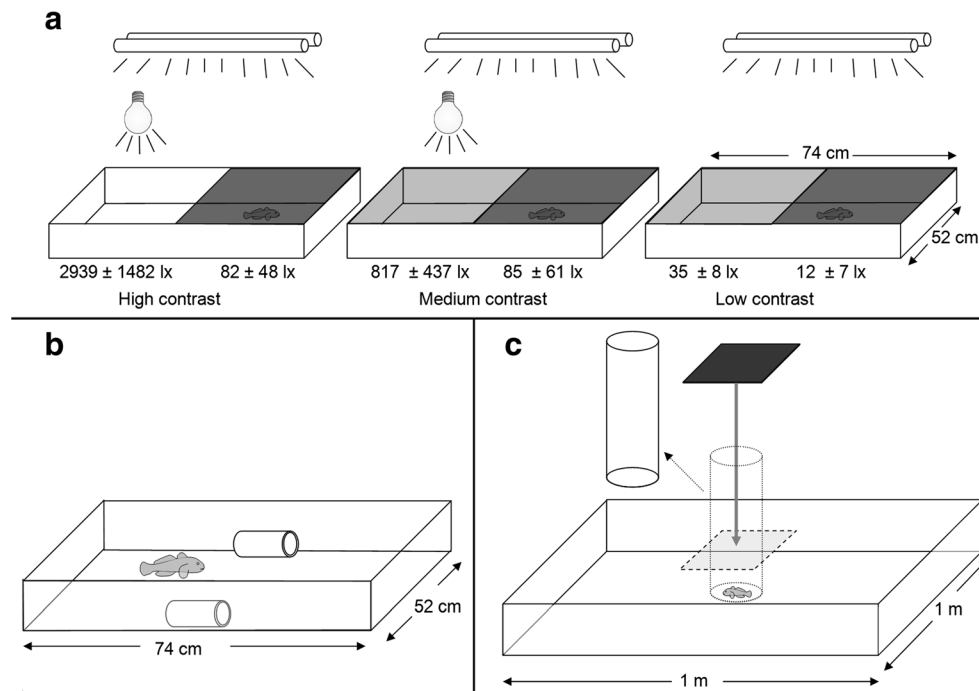 a
74 cm
52 cm
2939 ± 1482 lx 82 ± 48 lx 817 ± 437 lx 85 ± 61 lx 35 ± 8 lx 12 ± 7 lx
High contrast Medium contrast Low contrast
b
52 cm
74 cm
c
1 m
1 m